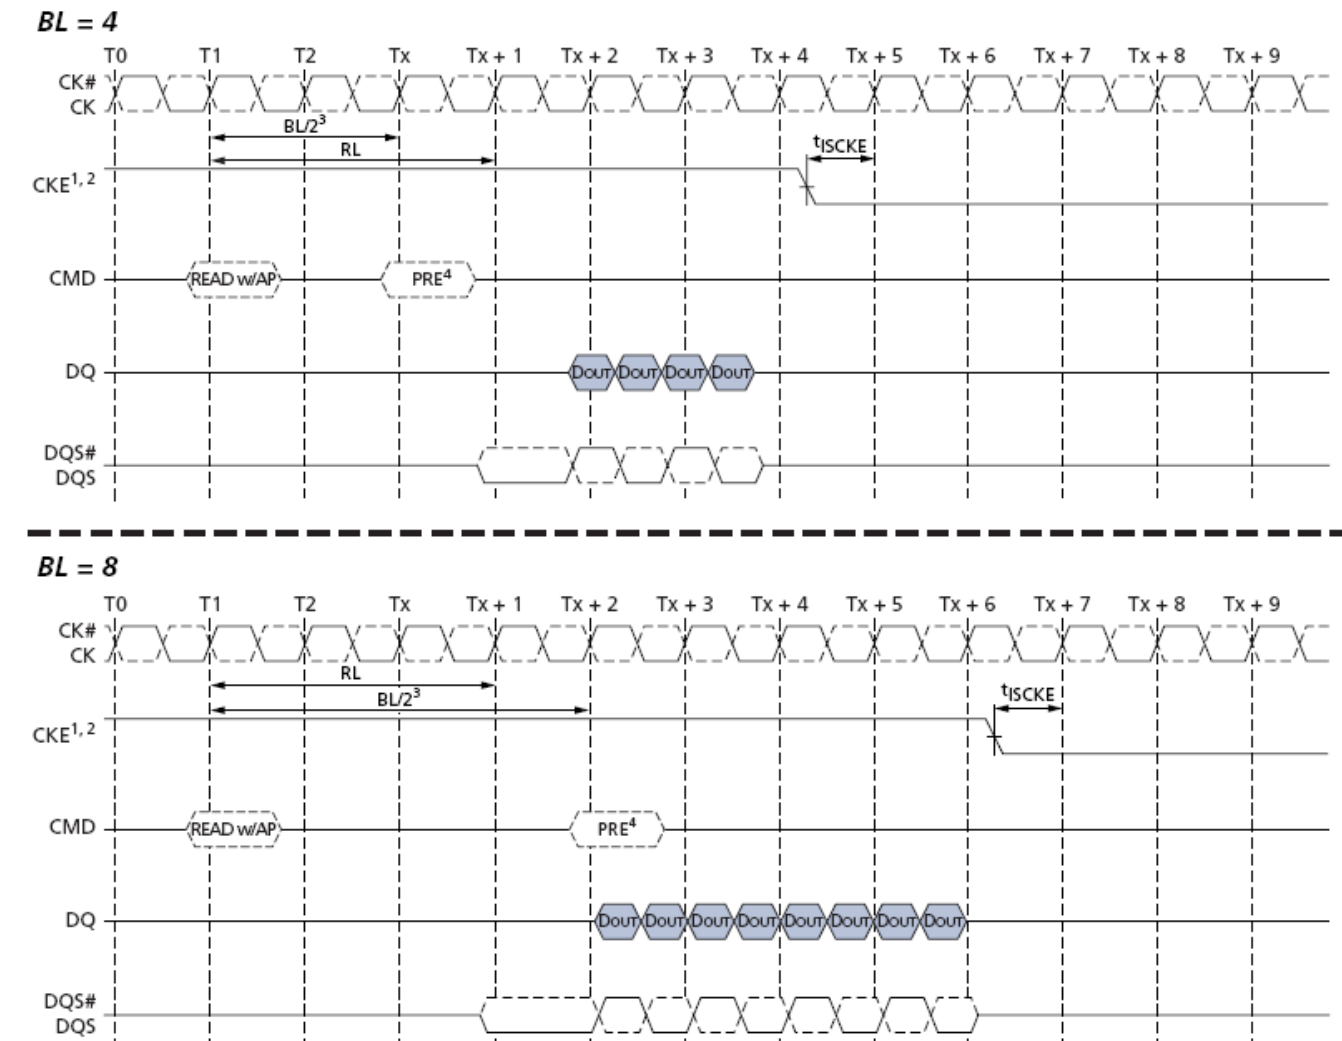 BL = 4
T0 T1 T2 Tx Tx + 1 Tx + 2 Tx + 3 Tx + 4 Tx + 5 Tx + 6 Tx + 7 Tx + 8 Tx + 9
CK#
CK
BL/2³
RL
tISCKE
CKE¹,²
CMD READ w/AP PRE⁴
DQ DOUT DOUT DOUT DOUT
DQS#
DQS
BL = 8
T0 T1 T2 Tx Tx + 1 Tx + 2 Tx + 3 Tx + 4 Tx + 5 Tx + 6 Tx + 7 Tx + 8 Tx + 9
CK#
CK
RL
BL/2³
tISCKE
CKE¹,²
CMD READ w/AP PRE⁴
DQ DOUT DOUT DOUT DOUT DOUT DOUT DOUT DOUT
DQS#
DQS